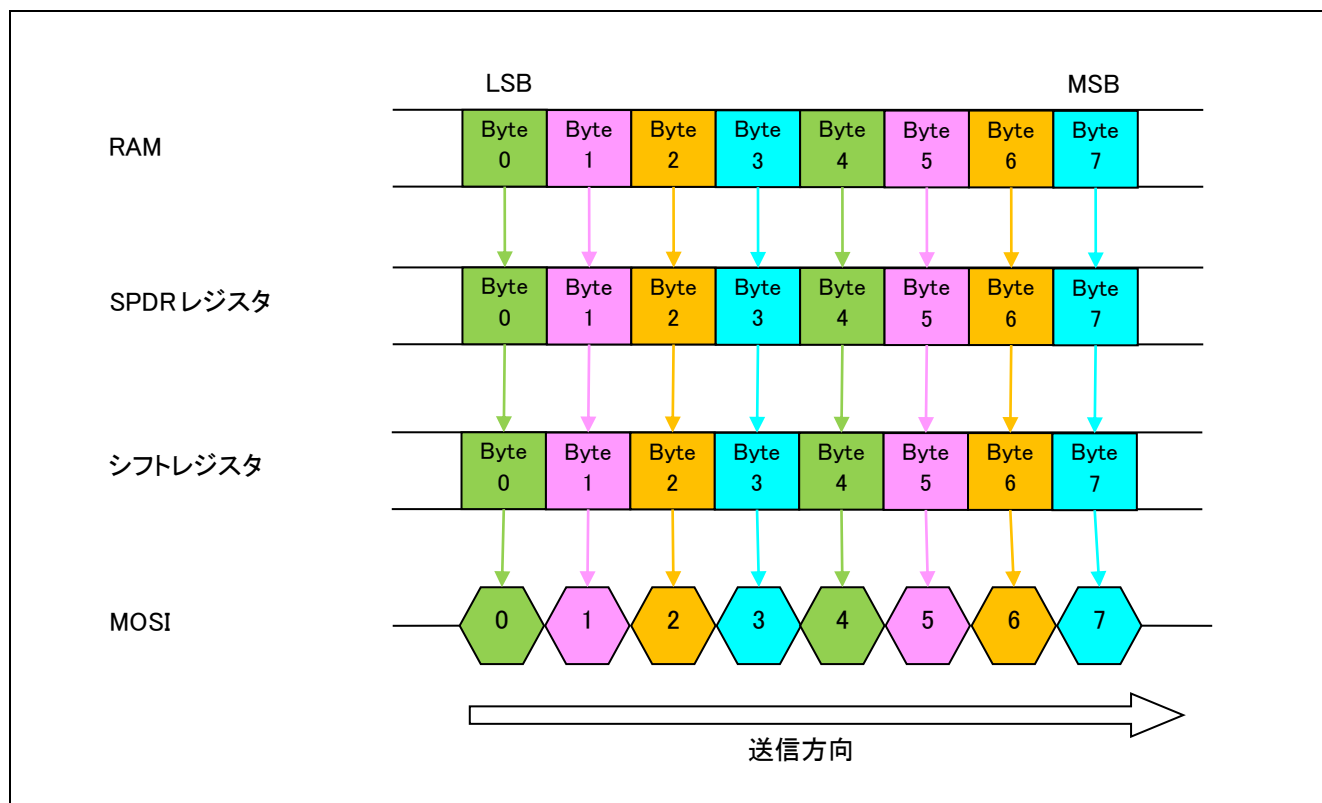 LSB MSB
RAM Byte Byte Byte Byte Byte Byte Byte Byte
0 1 2 3 4 5 6 7
SPDRレジスタ Byte Byte Byte Byte Byte Byte Byte Byte
0 1 2 3 4 5 6 7
シフトレジスタ Byte Byte Byte Byte Byte Byte Byte Byte
0 1 2 3 4 5 6 7
MOSI 0 1 2 3 4 5 6 7
送信方向